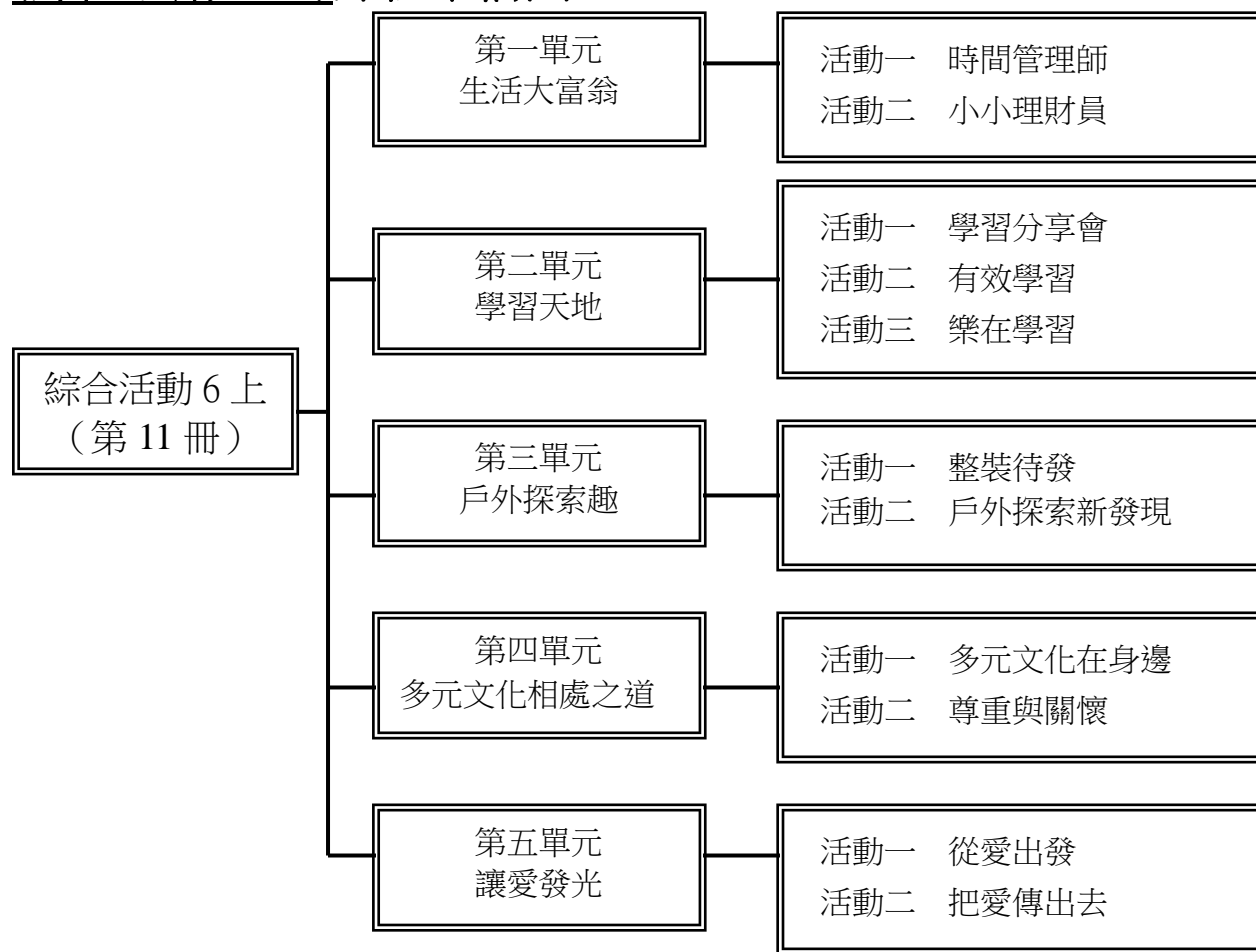 第一單元
生活大富翁
活動一 時間管理師
活動二 小小理財員
第二單元
學習天地
活動一 學習分享會
活動二 有效學習
活動三 樂在學習
綜合活動 6 上
（第 11 冊）
第三單元
戶外探索趣
活動一 整裝待發
活動二 戶外探索新發現
第四單元
多元文化相處之道
活動一 多元文化在身邊
活動二 尊重與關懷
第五單元
讓愛發光
活動一 從愛出發
活動二 把愛傳出去